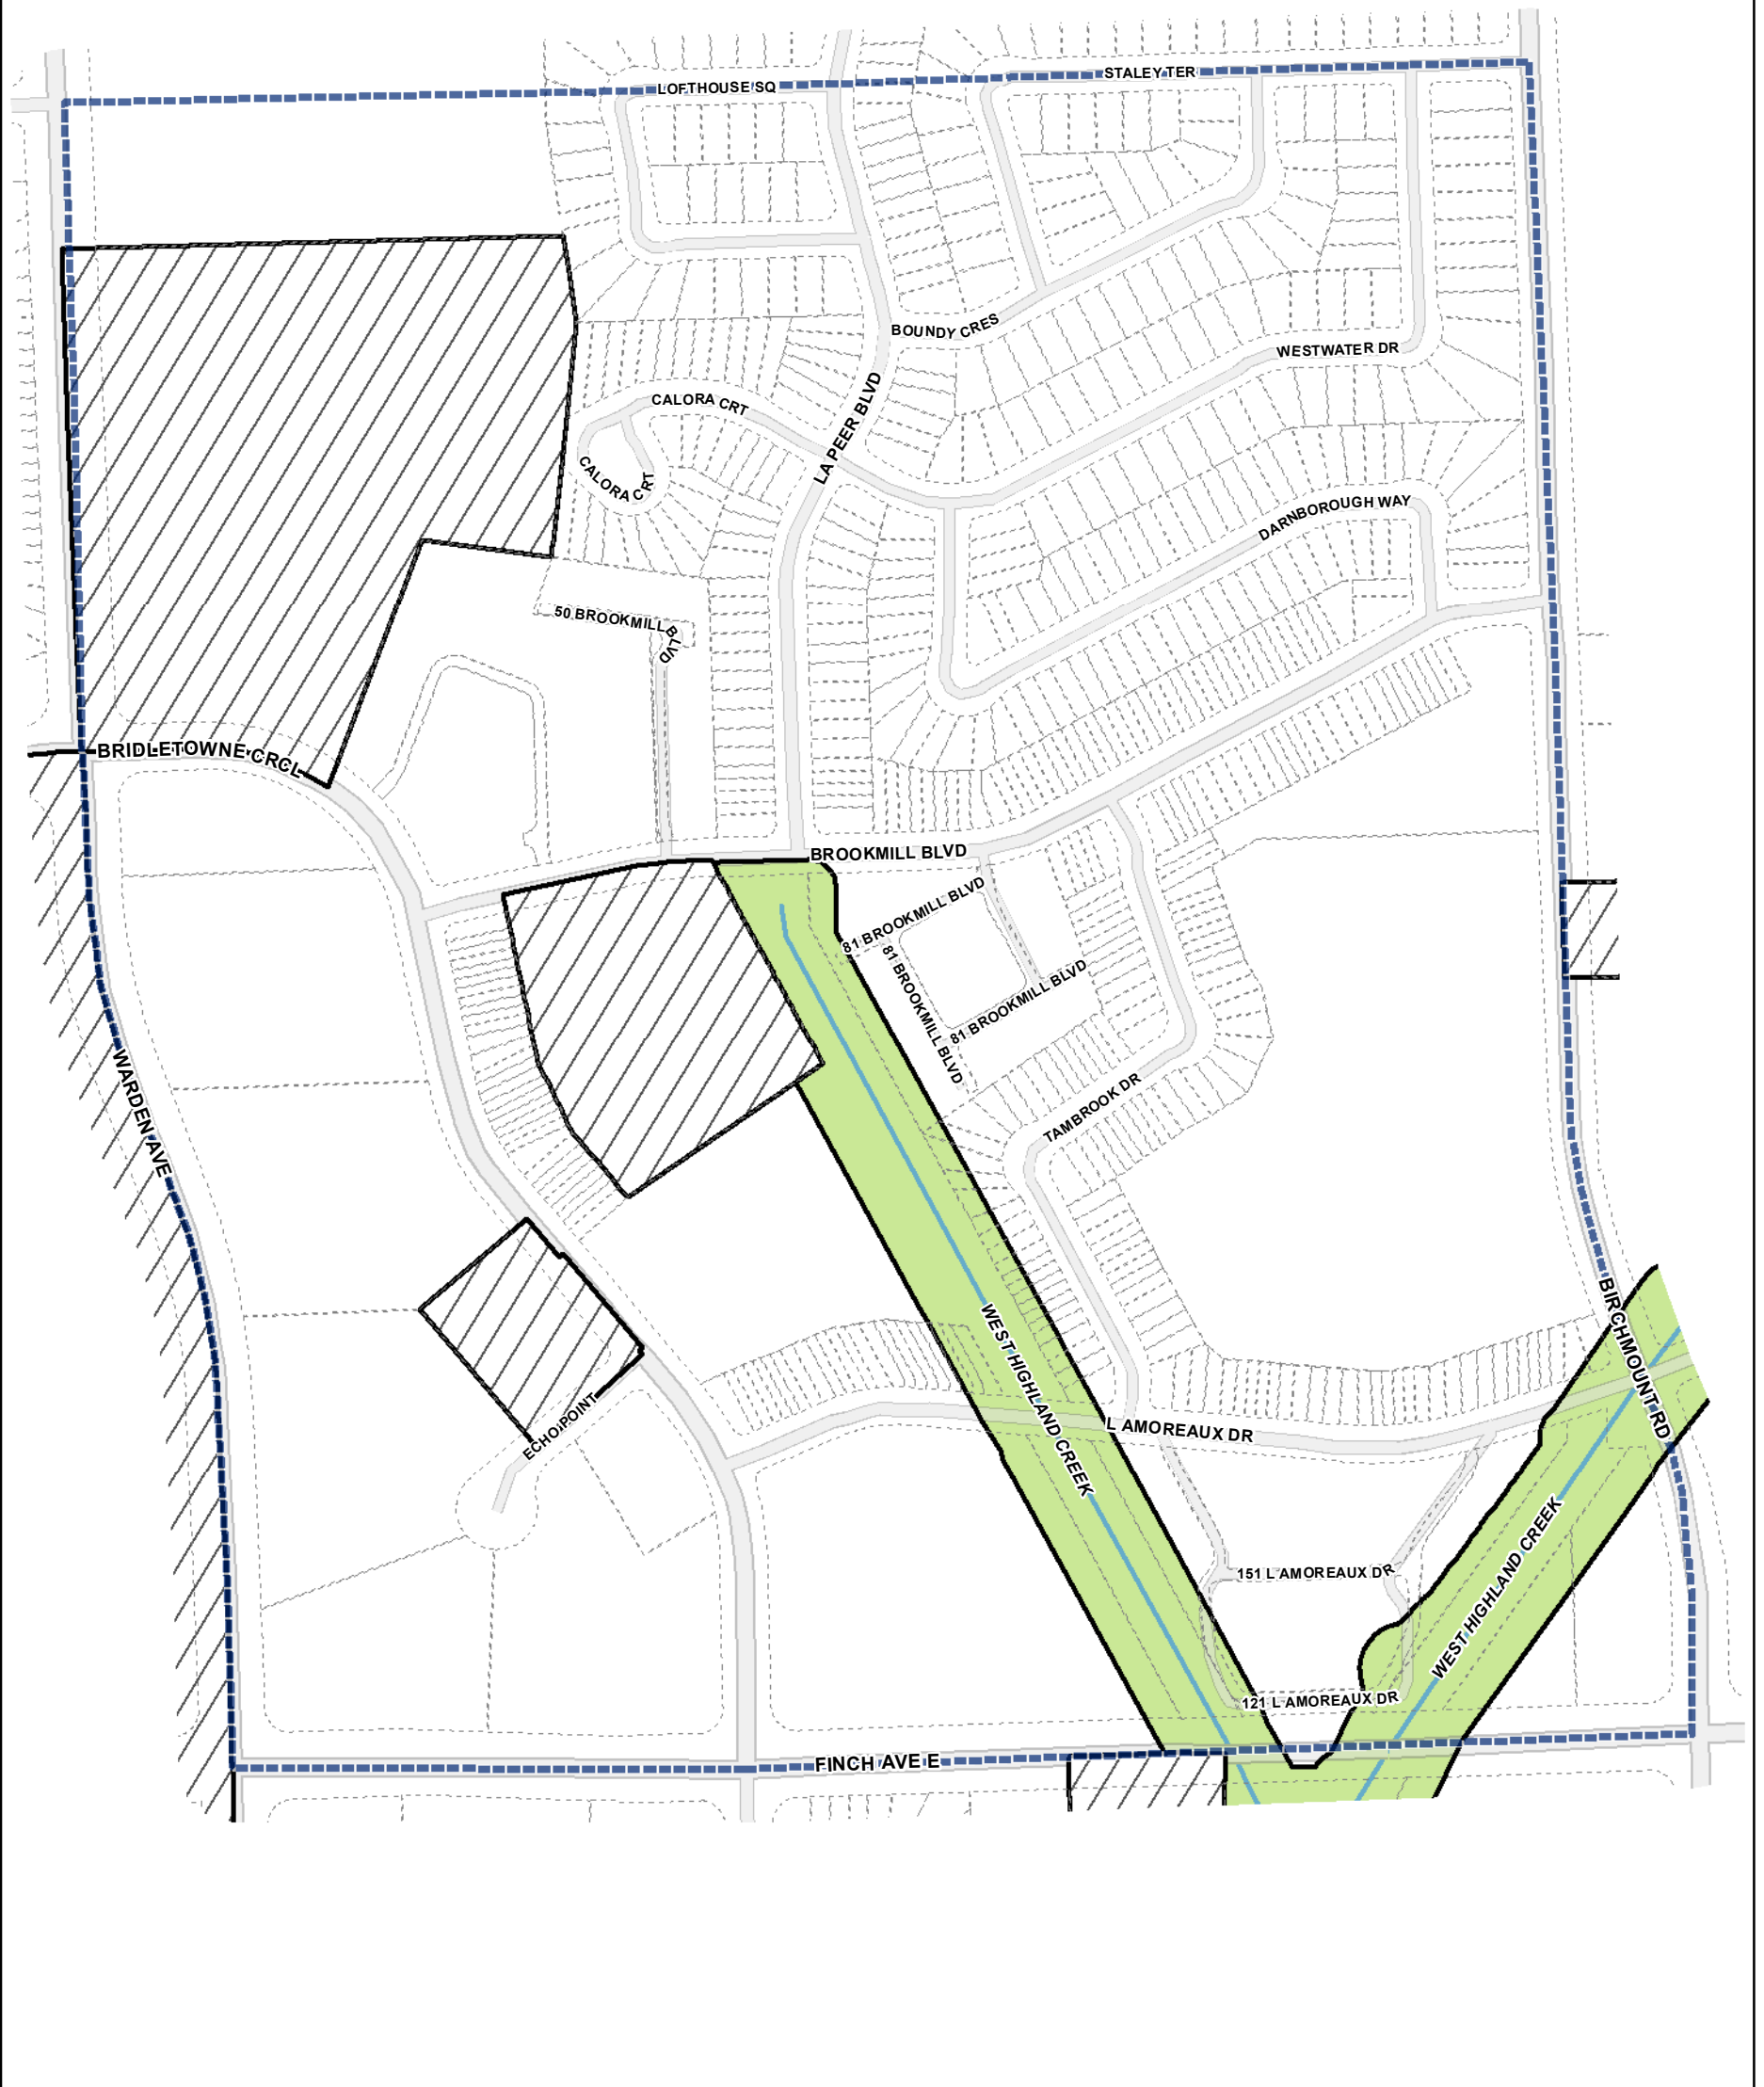 STALEY TER
LOFTHOUSE SQ
BOUNDY CRES
WESTWATER DR
CALORA CRT
LA PEER BLVD
CALORA CRT
DARNBOROUGH WAY
50 BROOKMILL BLVD
BRIDLETOWNE CRCL
BROOKMILL BLVD
81 BROOKMILL BLVD
81 BROOKMILL BLVD
81 BROOKMILL BLVD
WARDEN AVE
TAMBROOK DR
BIRCHMOUNT RD
WEST HIGHLAND CREEK
ECHO POINT
L AMOREAUX DR
WEST HIGHLAND CREEK
151 L AMOREAUX DR
121 L AMOREAUX DR
FINCH AVE E